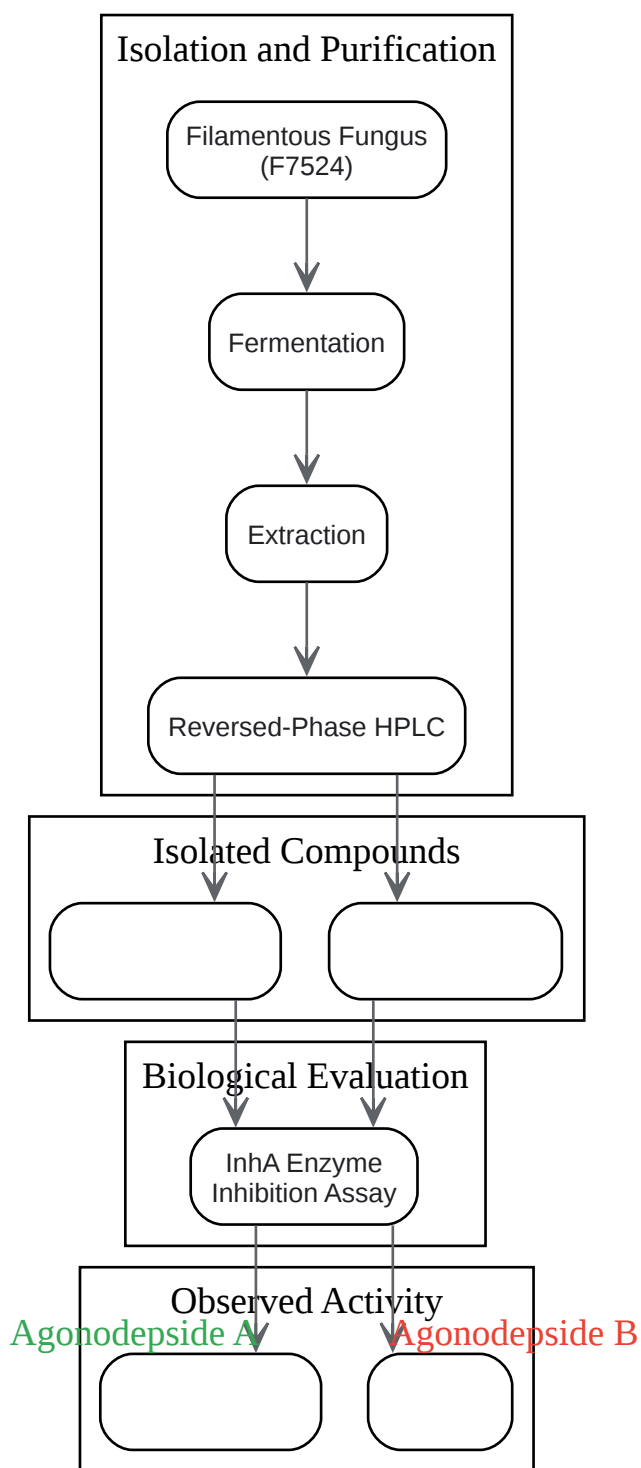 Isolation and Purification
Filamentous Fungus
(F7524)
Fermentation
Extraction
Reversed-Phase HPLC
Isolated Compounds
Biological Evaluation
InhA Enzyme
Inhibition Assay
Observed Activity
Agonodepside A
Agonodepside B